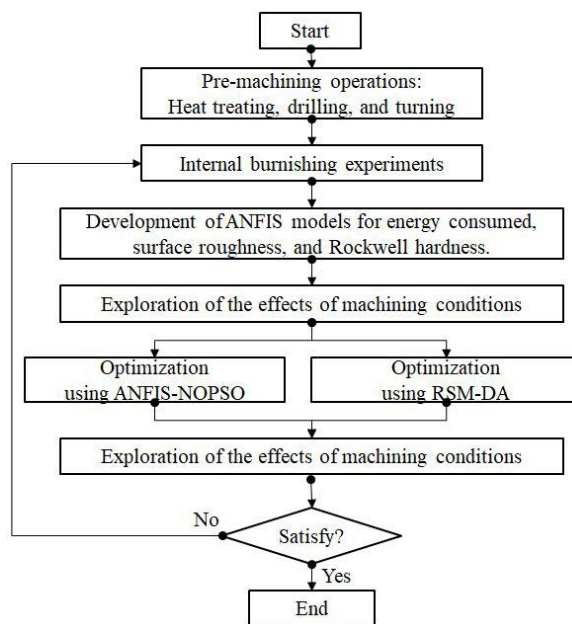 Start
Pre-machining operations:
Heat treating, drilling, and turning
Internal burnishing experiments
Development of ANFIS models for energy consumed,
surface roughness, and Rockwell hardness.
Exploration of the effects of machining conditions
Optimization
using ANFIS-NOPSO
Optimization
using RSM-DA
Exploration of the effects of machining conditions
No
Satisfy?
Yes
End